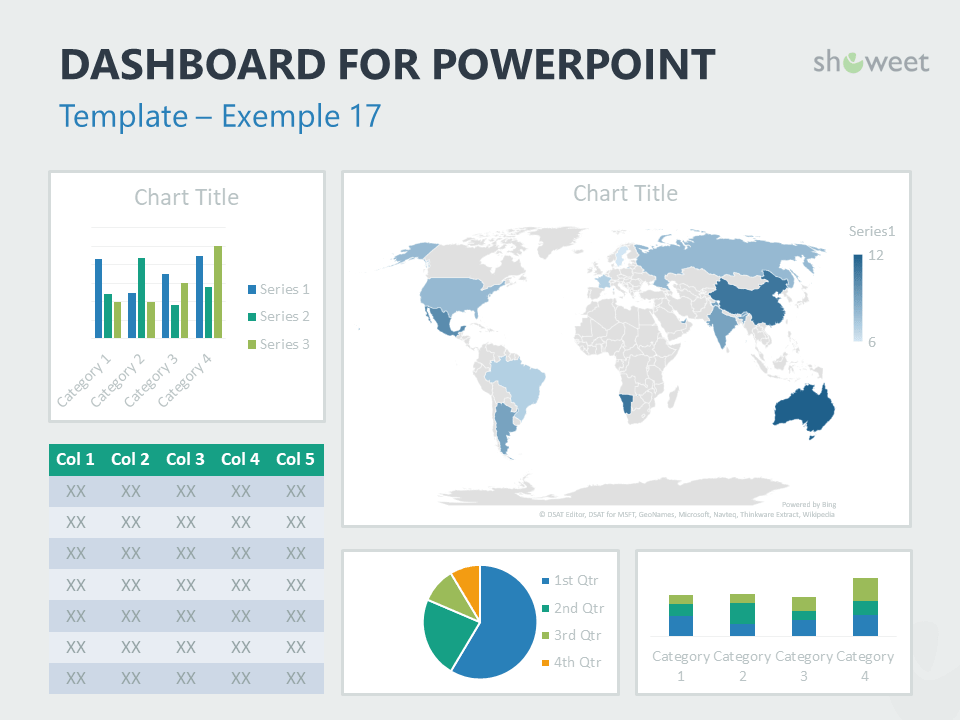 DASHBOARD FOR POWERPOINT
showeet
Template – Exemple 17
Chart Title
Series 1
Series 2
Series 3
Category 1
Category 2
Category 3
Category 4
Chart Title
Series1
12
6
Powered by Bing
© DSAT Editor, DSAT for MSFT, GeoNames, Microsoft, Navteq, Thinkware Extract, Wikipedia
Col 1 Col 2 Col 3 Col 4 Col 5
XX XX XX XX XX
XX XX XX XX XX
XX XX XX XX XX
XX XX XX XX XX
XX XX XX XX XX
XX XX XX XX XX
XX XX XX XX XX
1st Qtr
2nd Qtr
3rd Qtr
4th Qtr
Category Category Category Category
1 2 3 4